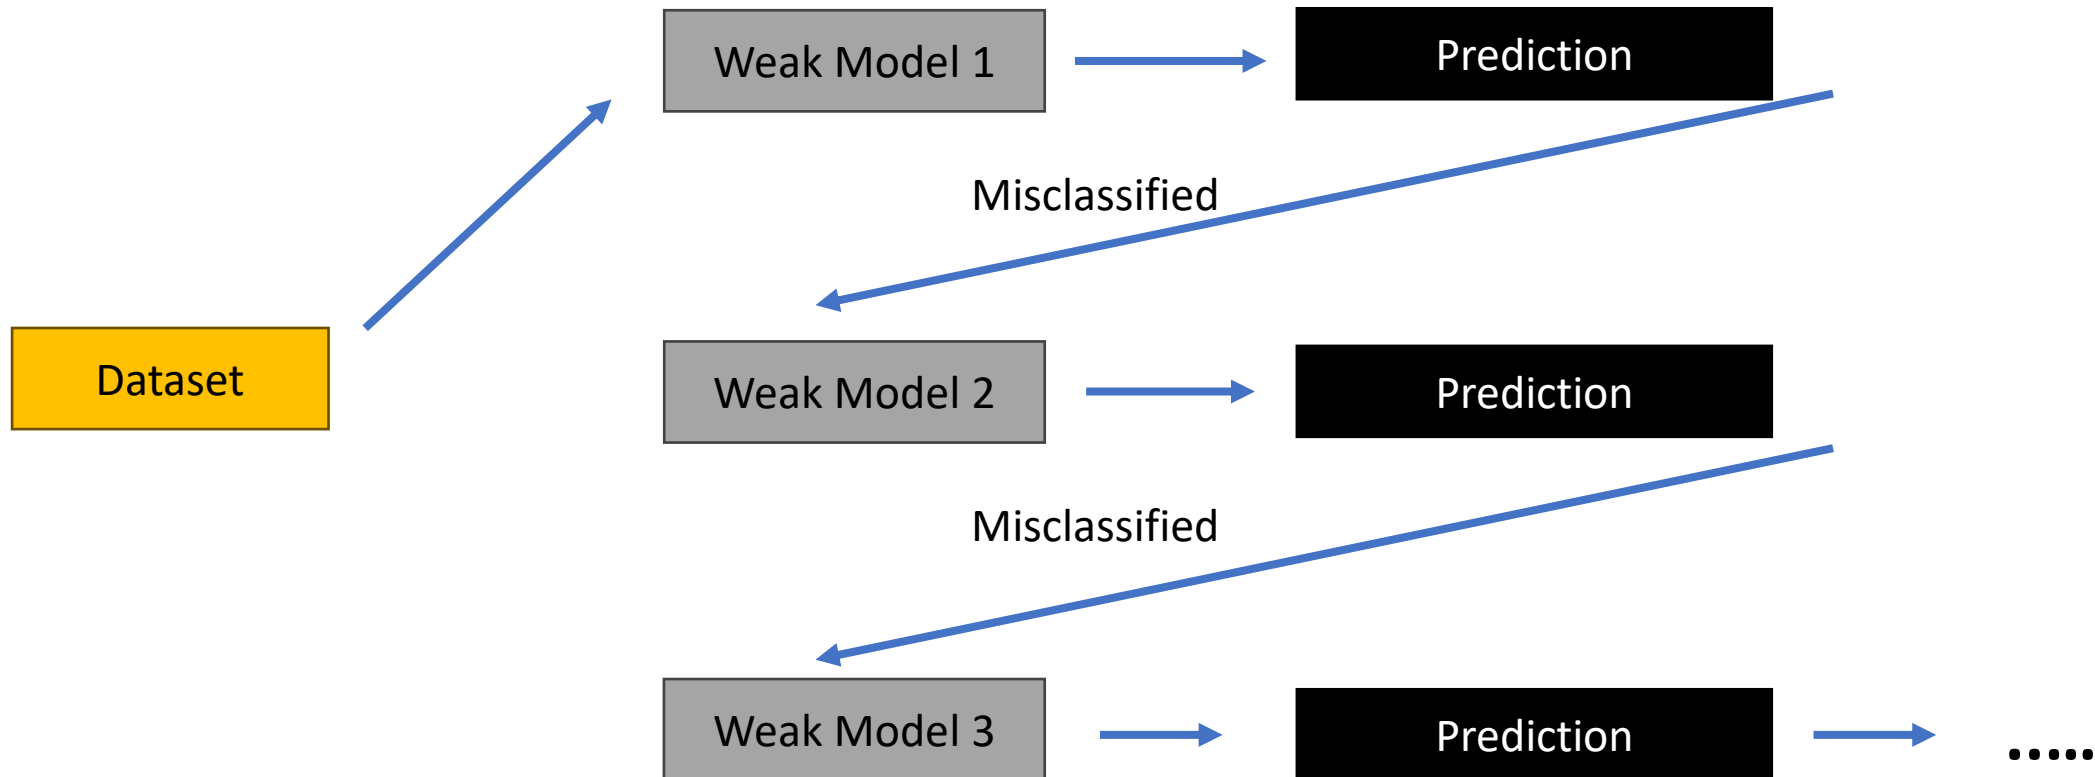 Weak Model 1
Prediction
Misclassified
Dataset
Weak Model 2
Prediction
Misclassified
Weak Model 3
Prediction
.....